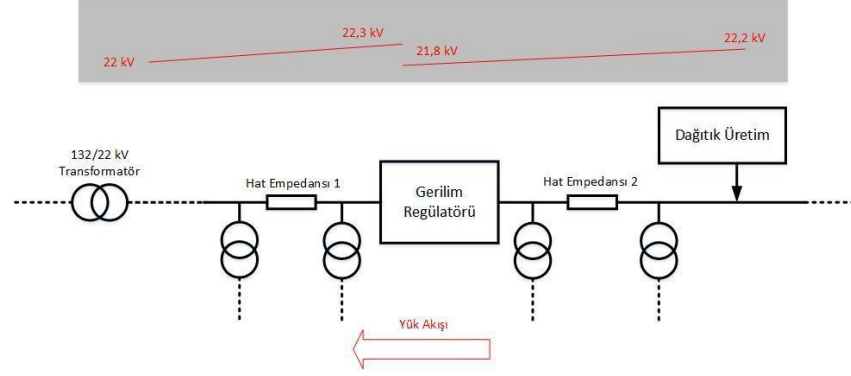 22 kV
22,3 kV
21,8 kV
22,2 kV
132/22 kV
Transformatör
Hat Empedansı 1
Gerilim
Regülatörü
Hat Empedansı 2
Dağıtık Üretim
Yük Akışı